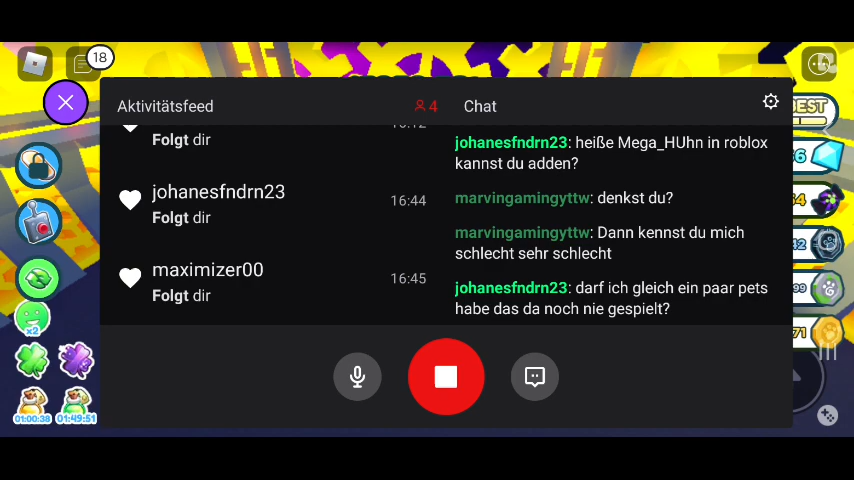 18
Aktivitätsfeed
4
Chat
Folgt dir
johanesfndrn23
Folgt dir
16:44
maximizer00
Folgt dir
16:45
johanesfndrn23: heiße Mega_HUhn in roblox
kannst du adden?
marvingamingyttw: denkst du?
marvingamingyttw: Dann kennst du mich
schlecht sehr schlecht
johanesfndrn23: darf ich gleich ein paar pets
habe das da noch nie gespielt?
x2
01:00:38
01:49:51